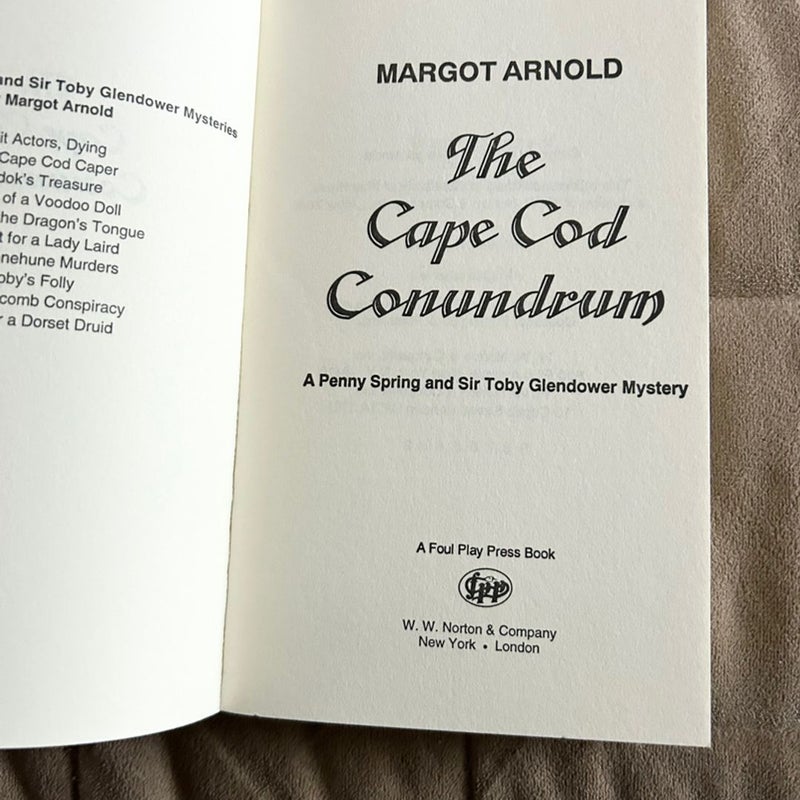 and Sir Toby Glendower Mysteries
Margot Arnold
it Actors, Dying
Cape Cod Caper
dok's Treasure
of a Voodoo Doll
he Dragon's Tongue
t for a Lady Laird
nehune Murders
oby's Folly
comb Conspiracy
r a Dorset Druid
MARGOT ARNOLD
The
Cape Cod
Conundrum
A Penny Spring and Sir Toby Glendower Mystery
A Foul Play Press Book
fpp
W. W. Norton & Company
New York • London